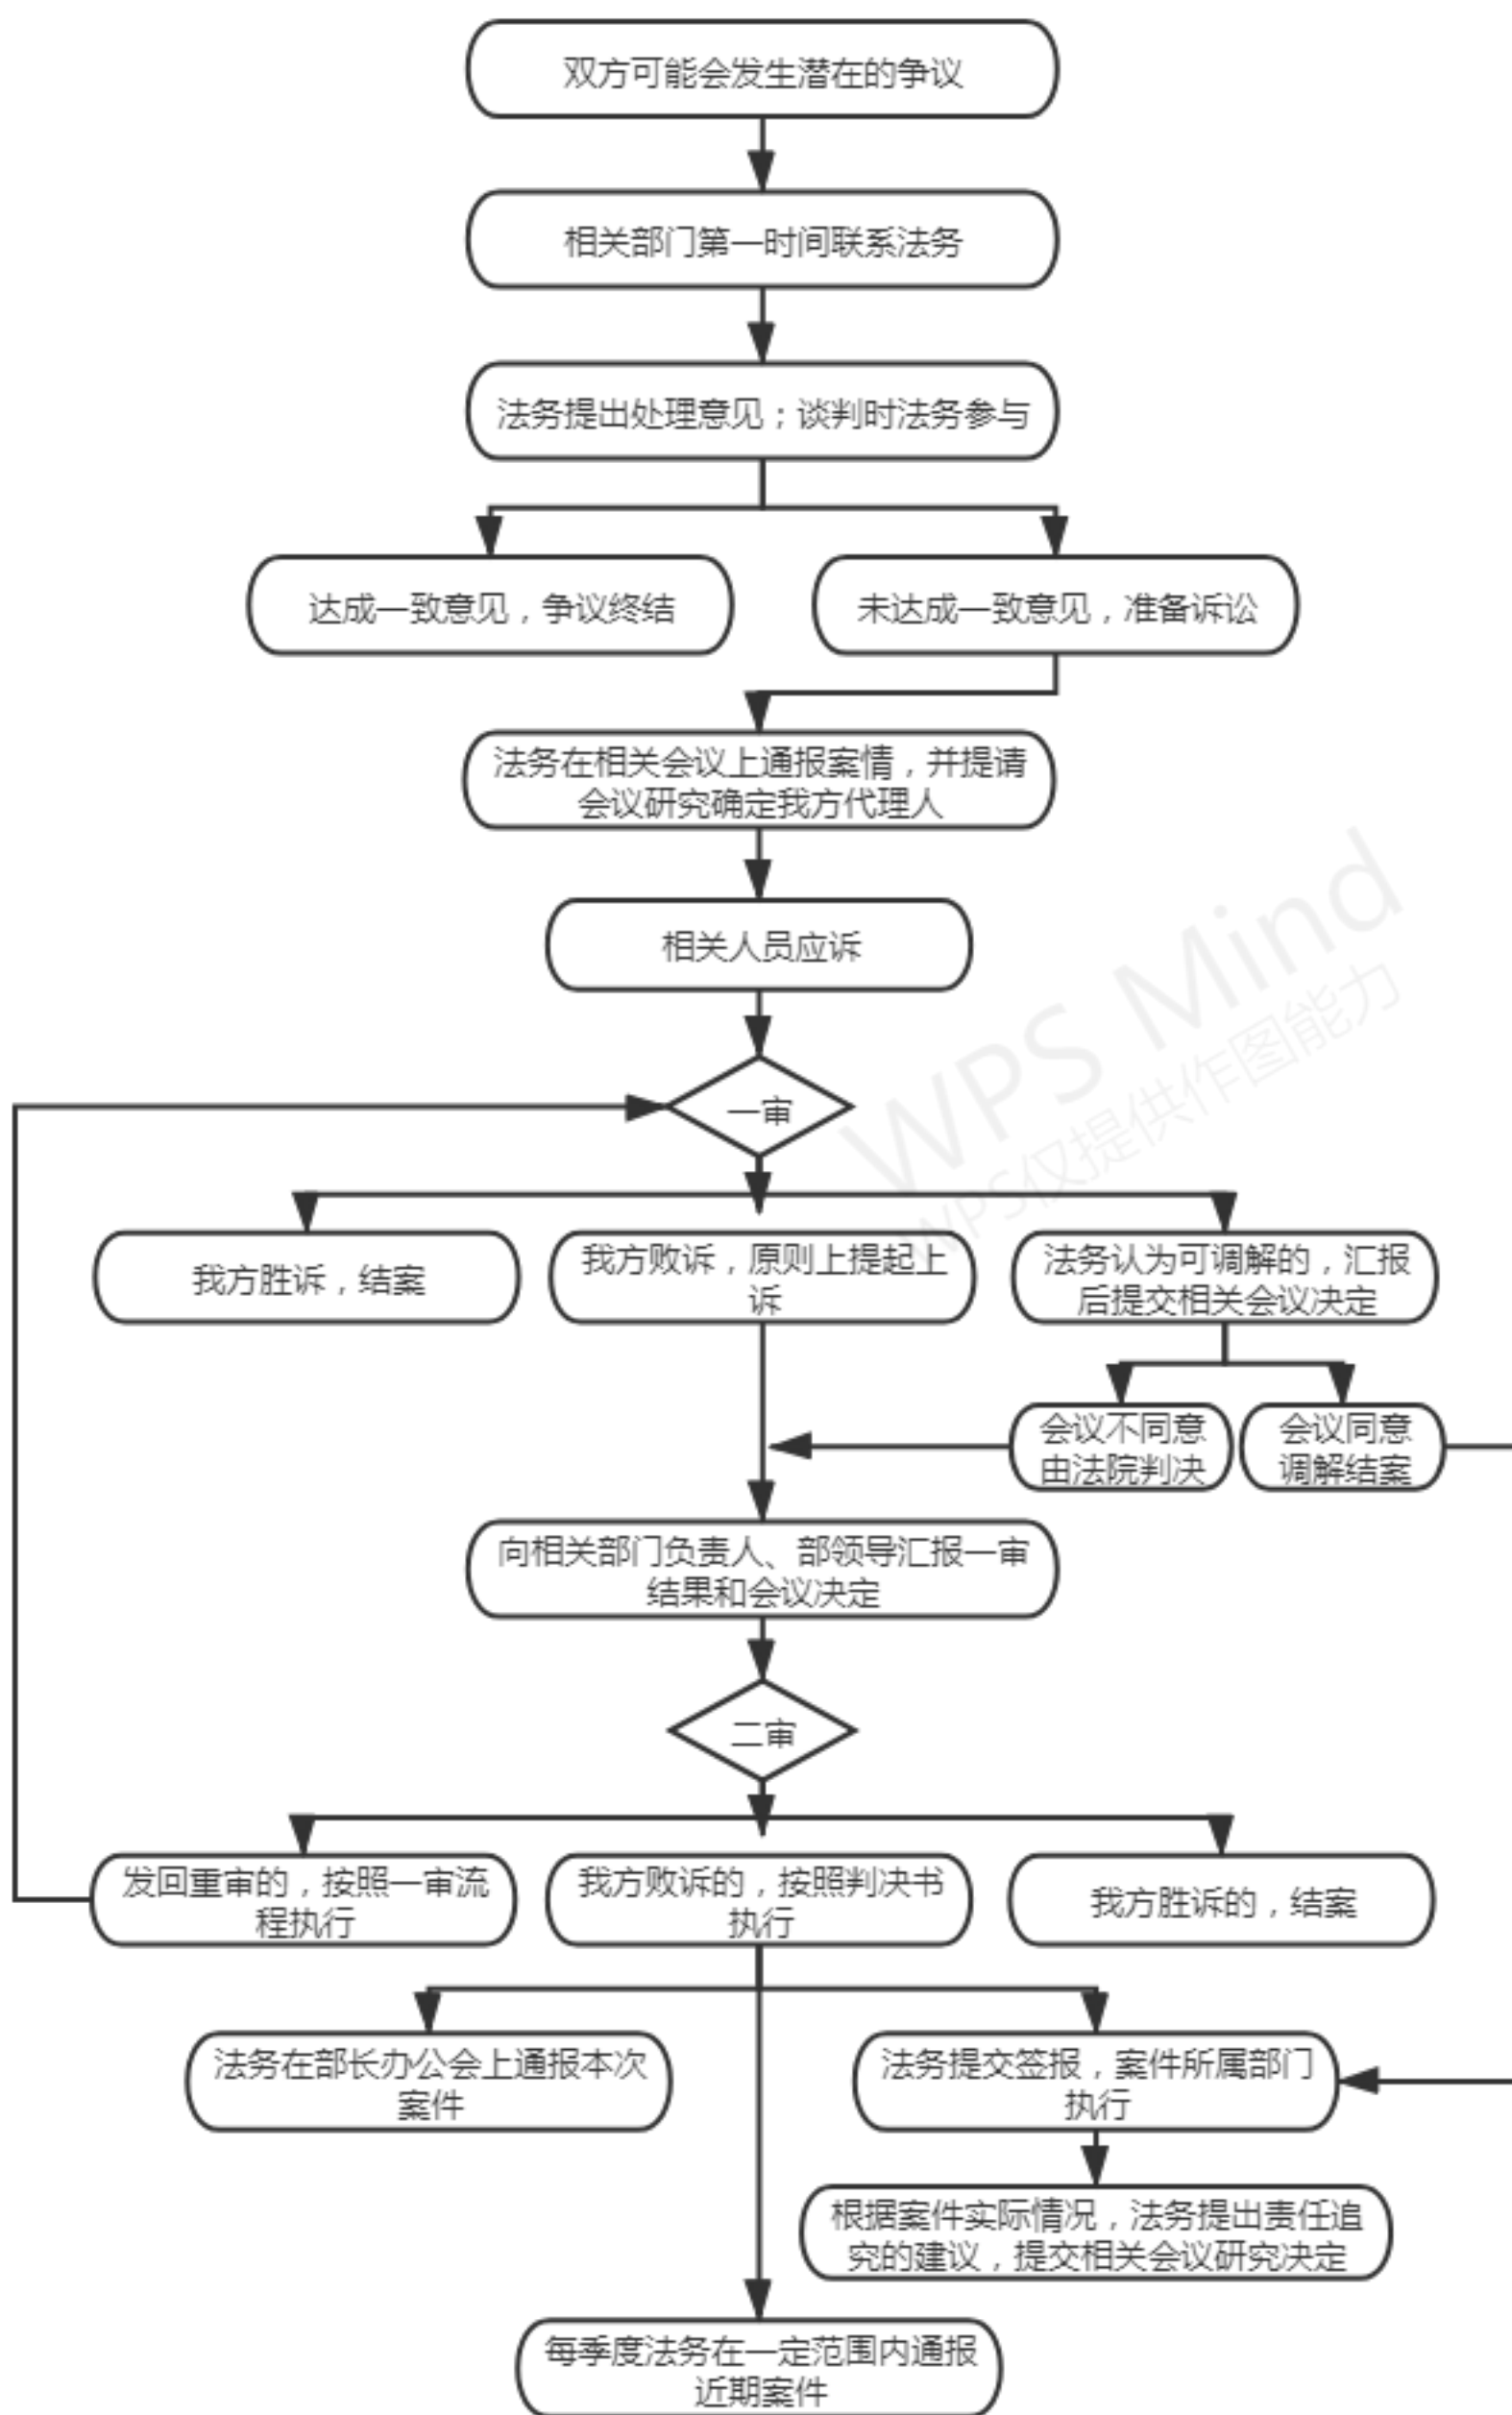 双方可能会发生潜在的争议
相关部门第一时间联系法务
法务提出处理意见；谈判时法务参与
达成一致意见，争议终结
未达成一致意见，准备诉讼
法务在相关会议上通报案情，并提请
会议研究确定我方代理人
相关人员应诉
WPS Mind
WPS仅提供作图能力
一审
我方胜诉，结案
我方败诉，原则上提起上
诉
法务认为可调解的，汇报
后提交相关会议决定
会议不同意
由法院判决
会议同意
调解结案
向相关部门负责人、部领导汇报一审
结果和会议决定
二审
发回重审的，按照一审流
程执行
我方败诉的，按照判决书
执行
我方胜诉的，结案
法务在部长办公会上通报本次
案件
法务提交签报，案件所属部门
执行
根据案件实际情况，法务提出责任追
究的建议，提交相关会议研究决定
每季度法务在一定范围内通报
近期案件